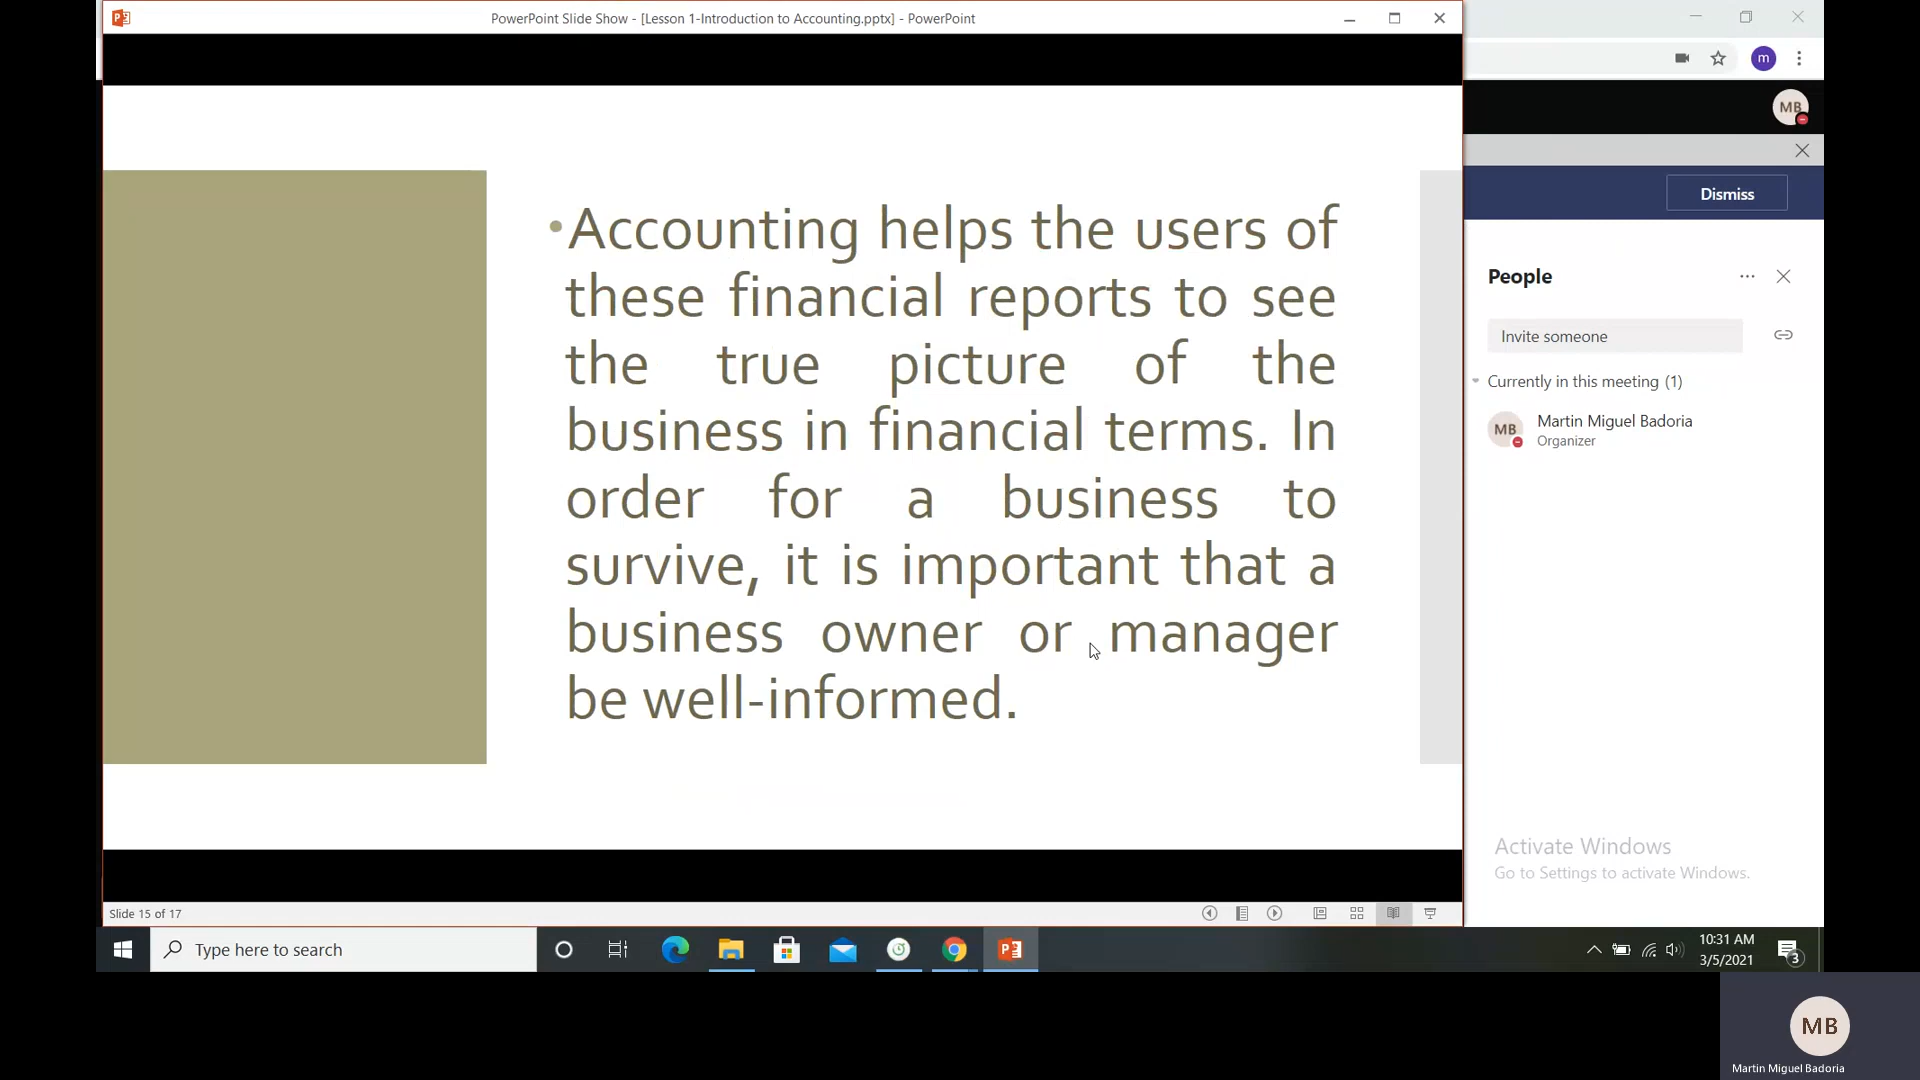 PowerPoint Slide Show - [Lesson 1-Introduction to Accounting.pptx] - PowerPoint
m
MB
Dismiss
•Accounting helps the users of
these financial reports to see
the true picture of the
business in financial terms. In
order for a business to
survive, it is important that a
business owner or manager
be well-informed.
People
Invite someone
Currently in this meeting (1)
MB
Martin Miguel Badoria
Organizer
Activate Windows
Go to Settings to activate Windows.
Slide 15 of 17
Type here to search
10:31 AM
3/5/2021
3
MB
Martin Miguel Badoria